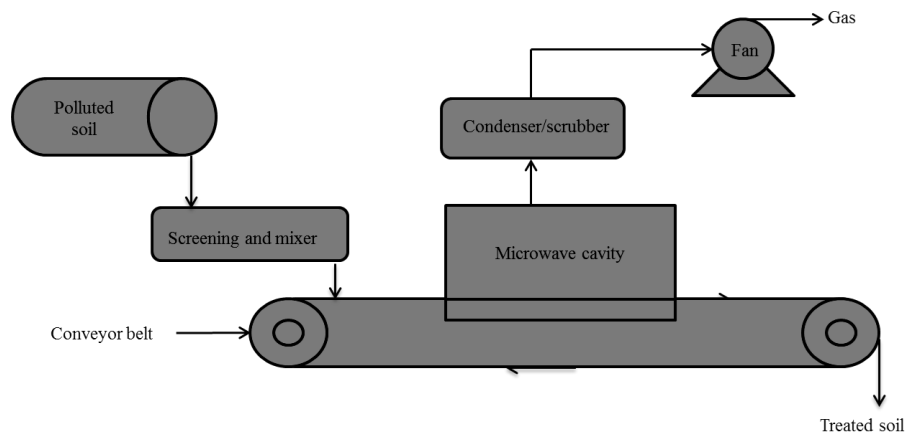 Gas
Fan
Polluted
soil
Condenser/scrubber
Screening and mixer
Microwave cavity
Conveyor belt
Treated soil